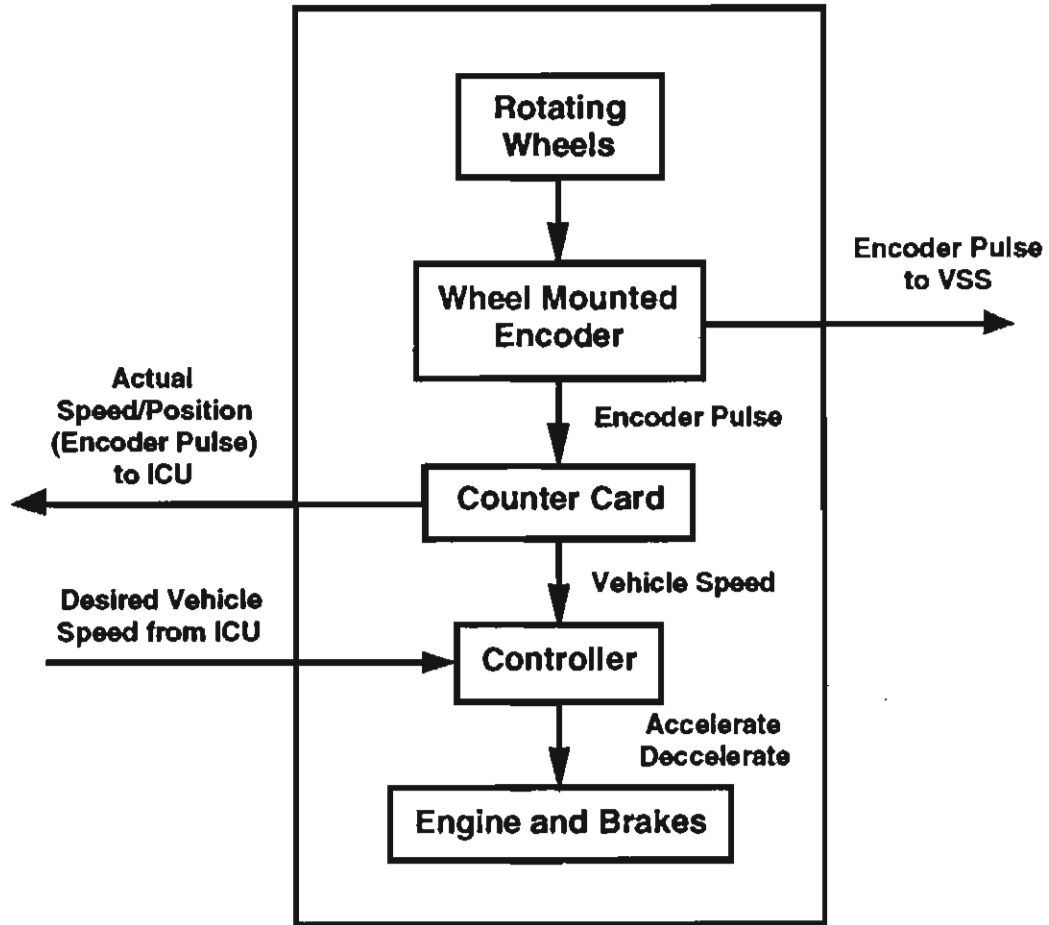 Rotating
Wheels
Encoder Pulse
to VSS
Wheel Mounted
Encoder
Actual
Speed/Position
(Encoder Pulse)
to ICU
Encoder Pulse
Counter Card
Vehicle Speed
Desired Vehicle
Speed from ICU
Controller
Accelerate
Deccelerate
Engine and Brakes